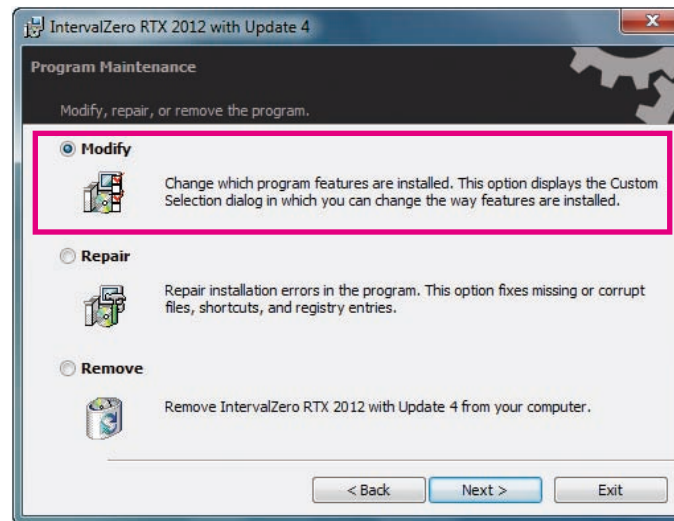 IntervalZero RTX 2012 with Update 4
Program Maintenance
Modify, repair, or remove the program.
Modify
Change which program features are installed. This option displays the Custom
Selection dialog in which you can change the way features are installed.
Repair
Repair installation errors in the program. This option fixes missing or corrupt
files, shortcuts, and registry entries.
Remove
Remove IntervalZero RTX 2012 with Update 4 from your computer.
< Back Next > Exit